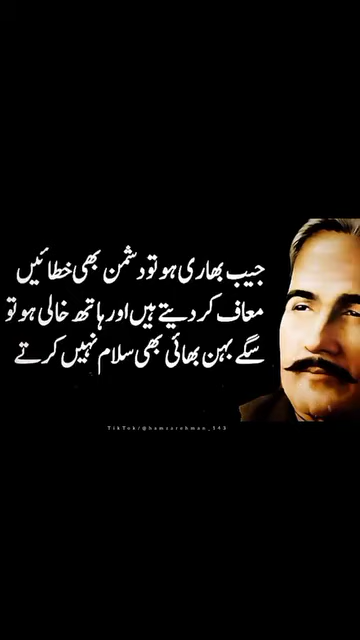 جیب بھاری ہو تو دشمن بھی خطائیں
معاف کر دیتے ہیں اور ہاتھ خالی ہو تو
سگے بہن بھائی بھی سلام نہیں کرتے
TikTok/@hamzarehman_143